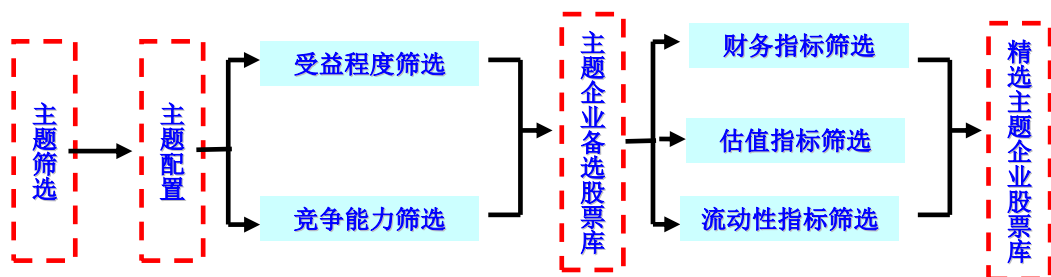 主题筛选
主题配置
受益程度筛选
竞争能力筛选
主题企业备选股票库
财务指标筛选
估值指标筛选
流动性指标筛选
精选主题企业股票库